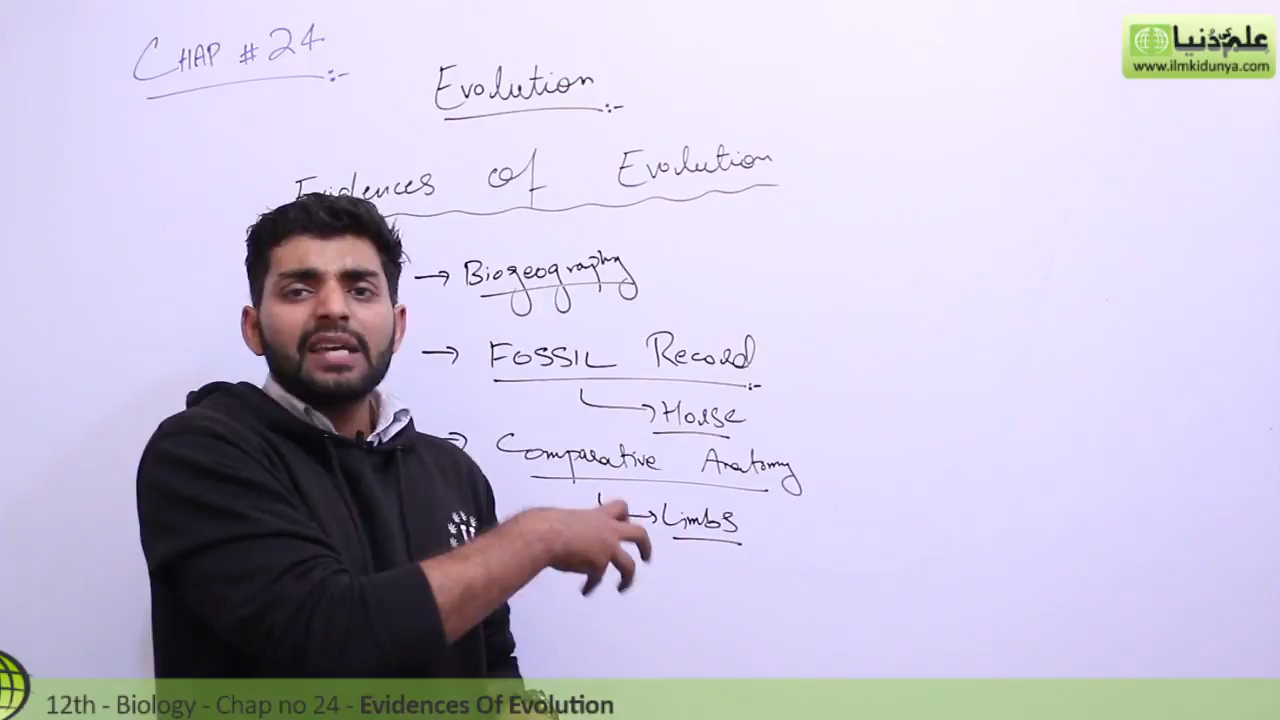 CHAP # 24 :-
Evolution :-
Evidences of Evolution
→ Biogeography
→ FOSSIL Record :-
→ Horse
→ Comparative Anatomy
→ Limbs
علم کی دُنیا
www.ilmkidunya.com
12th - Biology - Chap no 24 - Evidences Of Evolution